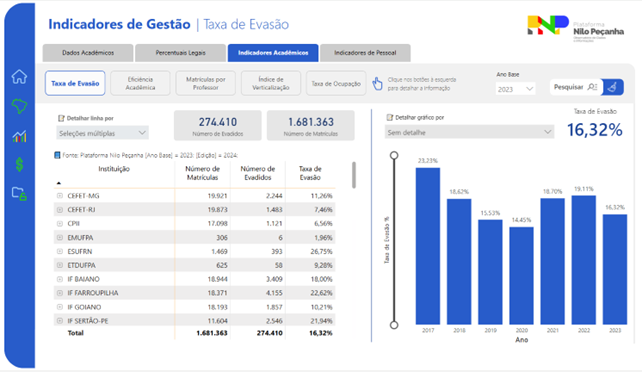 Indicadores de Gestão | Taxa de Evasão
PNP
Plataforma
Nilo Peçanha
Dados Acadêmicos
Percentuais Legais
Indicadores Acadêmicos
Indicadores de Pessoal
Taxa de Evasão
Eficiência Acadêmica
Matrículas por Professor
Índice de Verticalização
Taxa de Ocupação
Clique nos botões à esquerda
para detalhar a informação
Ano Base
2023
Pesquisar
Detalhar linha por
Seleções múltiplas
274.410
Número de Evadidos
1.681.363
Número de Matrículas
Detalhar gráfico por
Sem detalhe
Taxa de Evasão
16,32%
Fonte: Plataforma Nilo Peçanha [Ano Base] = 2023: [Edição] = 2024:
Instituição Número de Matrículas Número de Evadidos Taxa de Evasão
CEFET-MG 19.921 2.244 11,26%
CEFET-RJ 19.873 1.483 7,46%
CPII 17.098 1.121 6,56%
EMUFPA 306 6 1,96%
ESUFRN 1.469 393 26,75%
ETDUFPA 625 58 9,28%
IF BAIANO 18.944 3.409 18,00%
IF FARROUPILHA 18.371 4.155 22,62%
IF GOIANO 18.193 1.857 10,21%
IF SERTÃO-PE 11.604 2.546 21,94%
Total 1.681.363 274.410 16,32%
Taxa de Evasão %
23,23%
18,62%
15,53%
14,45%
18,70%
19,11%
16,32%
2017 2018 2019 2020 2021 2022 2023
Ano